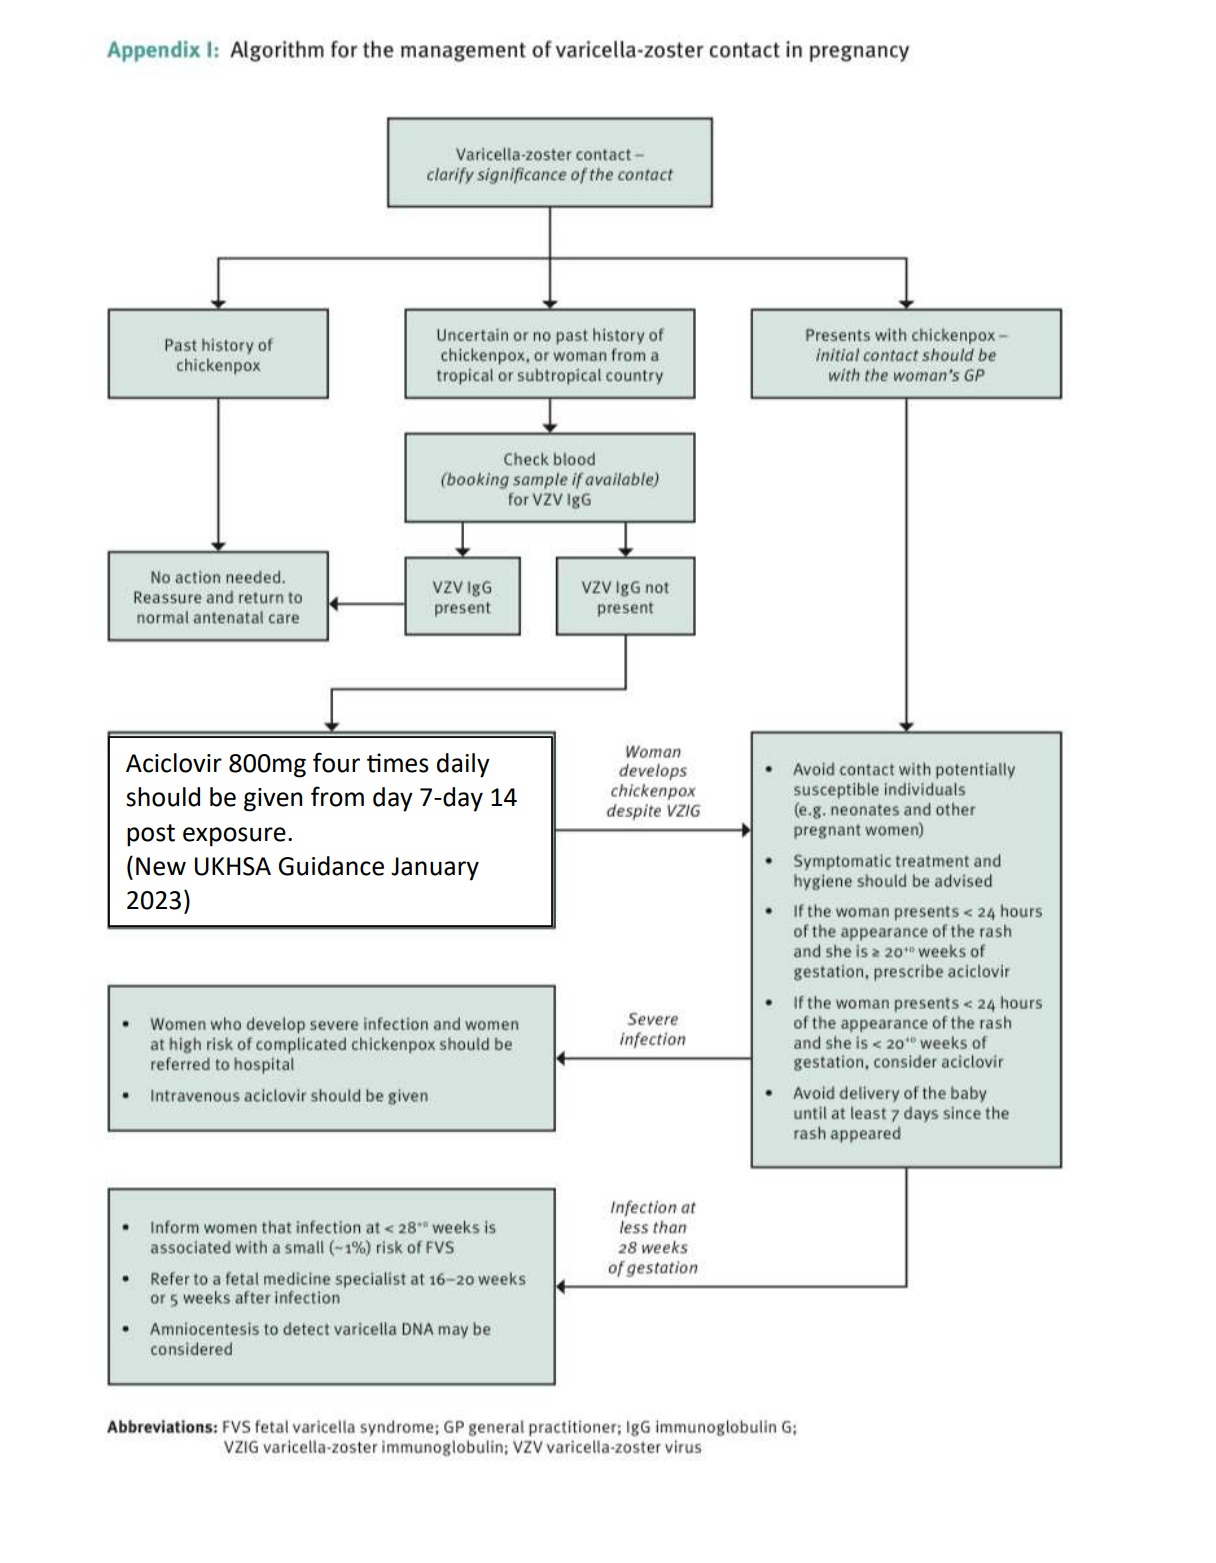 Appendix I: Algorithm for the management of varicella-zoster contact in pregnancy
Varicella-zoster contact –
clarify significance of the contact
Past history of
chickenpox
Uncertain or no past history of
chickenpox, or woman from a
tropical or subtropical country
Presents with chickenpox –
initial contact should be
with the woman's GP
Check blood
(booking sample if available)
for VZV IgG
No action needed.
Reassure and return to
normal antenatal care
VZV IgG
present
VZV IgG not
present
Aciclovir 800mg four times daily
should be given from day 7-day 14
post exposure.
(New UKHSA Guidance January
2023)
Woman
develops
chickenpox
despite VZIG
• Avoid contact with potentially
susceptible individuals
(e.g. neonates and other
pregnant women)
• Symptomatic treatment and
hygiene should be advised
• If the woman presents < 24 hours
of the appearance of the rash
and she is ≥ 20⁺⁰ weeks of
gestation, prescribe aciclovir
• If the woman presents < 24 hours
of the appearance of the rash
and she is < 20⁺⁰ weeks of
gestation, consider aciclovir
• Avoid delivery of the baby
until at least 7 days since the
rash appeared
Severe
infection
• Women who develop severe infection and women
at high risk of complicated chickenpox should be
referred to hospital
• Intravenous aciclovir should be given
Infection at
less than
28 weeks
of gestation
• Inform women that infection at < 28⁺⁰ weeks is
associated with a small (~1%) risk of FVS
• Refer to a fetal medicine specialist at 16–20 weeks
or 5 weeks after infection
• Amniocentesis to detect varicella DNA may be
considered
Abbreviations: FVS fetal varicella syndrome; GP general practitioner; IgG immunoglobulin G;
VZIG varicella-zoster immunoglobulin; VZV varicella-zoster virus